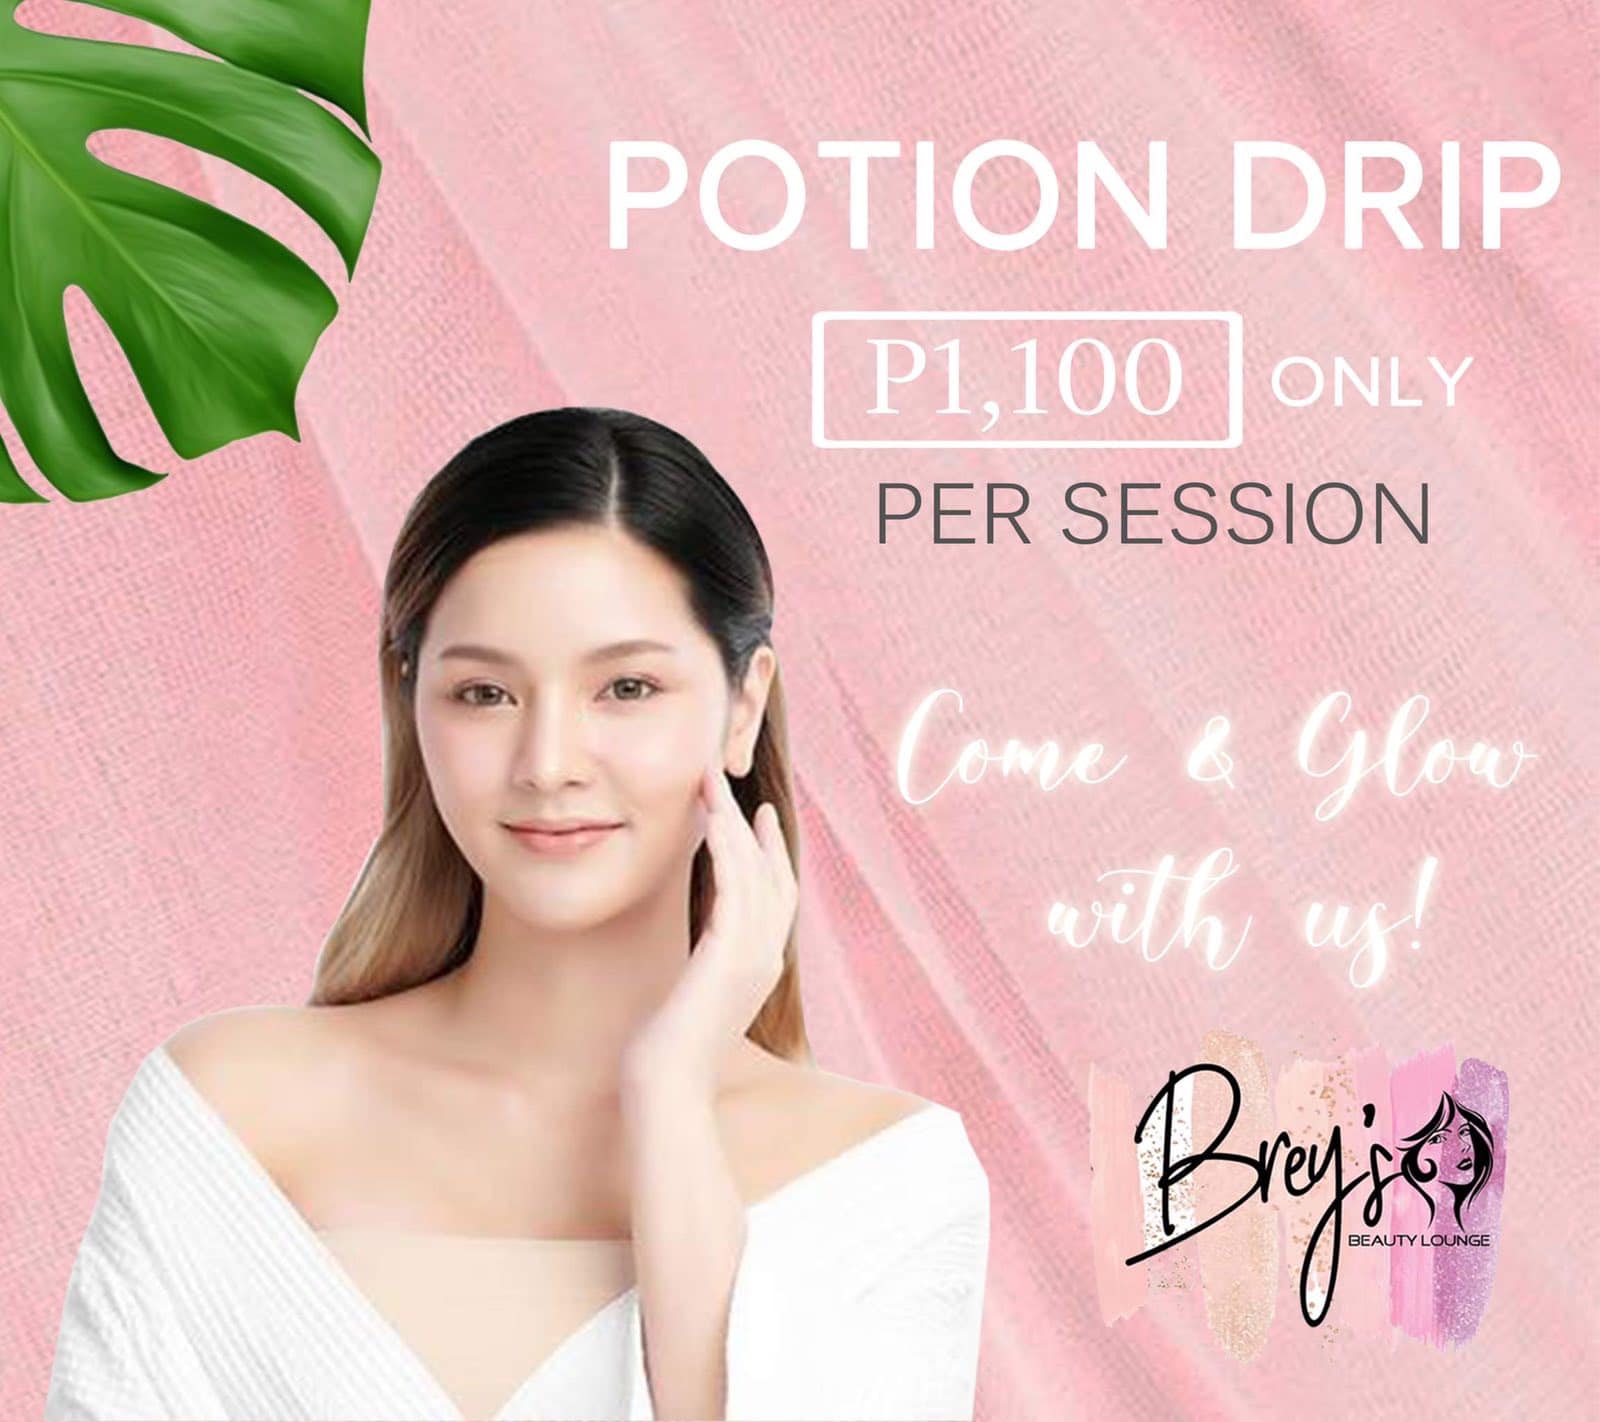 POTION DRIP
P1,100 ONLY
PER SESSION
Come & Glow
with us!
Brey's
BEAUTY LOUNGE